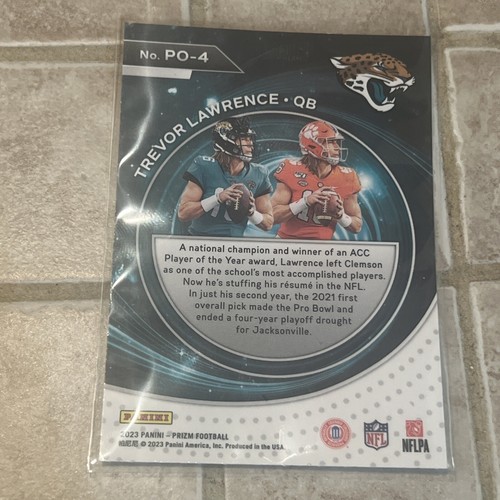 No. PO-4
TREVOR LAWRENCE • QB
A national champion and winner of an ACC
Player of the Year award, Lawrence left Clemson
as one of the school's most accomplished players.
Now he's stuffing his résumé in the NFL.
In just his second year, the 2021 first
overall pick made the Pro Bowl and
ended a four-year playoff drought
for Jacksonville.
PANINI
2023 PANINI – PRIZM FOOTBALL
© 2023 Panini America, Inc. Produced in the USA.
NFL
NFLPA